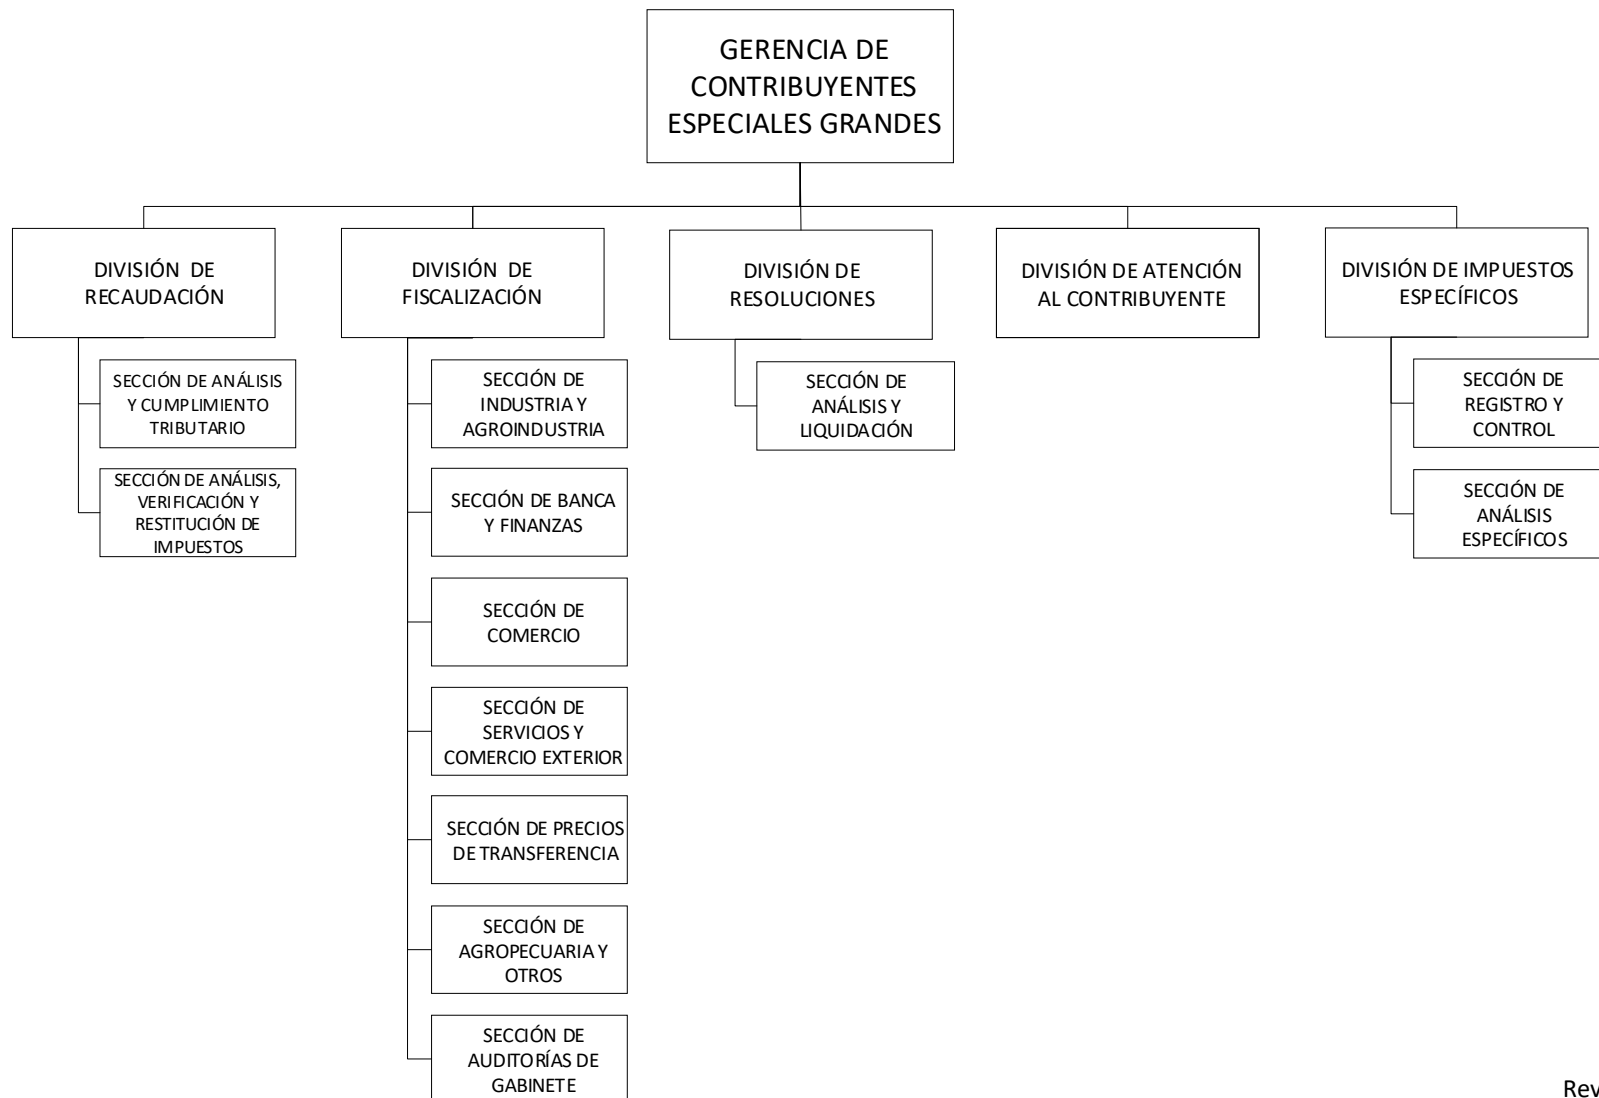 GERENCIA DE
CONTRIBUYENTES
ESPECIALES GRANDES
DIVISIÓN DE
RECAUDACIÓN
SECCIÓN DE ANÁLISIS
Y CUMPLIMIENTO
TRIBUTARIO
SECCIÓN DE ANÁLISIS,
VERIFICACIÓN Y
RESTITUCIÓN DE
IMPUESTOS
DIVISIÓN DE
FISCALIZACIÓN
SECCIÓN DE
INDUSTRIA Y
AGROINDUSTRIA
SECCIÓN DE BANCA
Y FINANZAS
SECCIÓN DE
COMERCIO
SECCIÓN DE
SERVICIOS Y
COMERCIO EXTERIOR
SECCIÓN DE PRECIOS
DE TRANSFERENCIA
SECCIÓN DE
AGROPECUARIA Y
OTROS
SECCIÓN DE
AUDITORÍAS DE
GABINETE
DIVISIÓN DE
RESOLUCIONES
SECCIÓN DE
ANÁLISIS Y
LIQUIDACIÓN
DIVISIÓN DE ATENCIÓN
AL CONTRIBUYENTE
DIVISIÓN DE IMPUESTOS
ESPECÍFICOS
SECCIÓN DE
REGISTRO Y
CONTROL
SECCIÓN DE
ANÁLISIS
ESPECÍFICOS
Rev